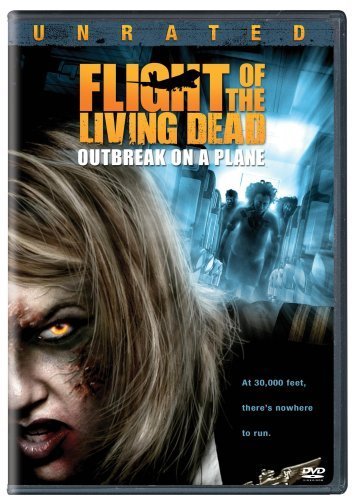 UNRATED
FLIGHT OF THE
LIVING DEAD
OUTBREAK ON A PLANE
At 30,000 feet,
there's nowhere
to run.
DVD